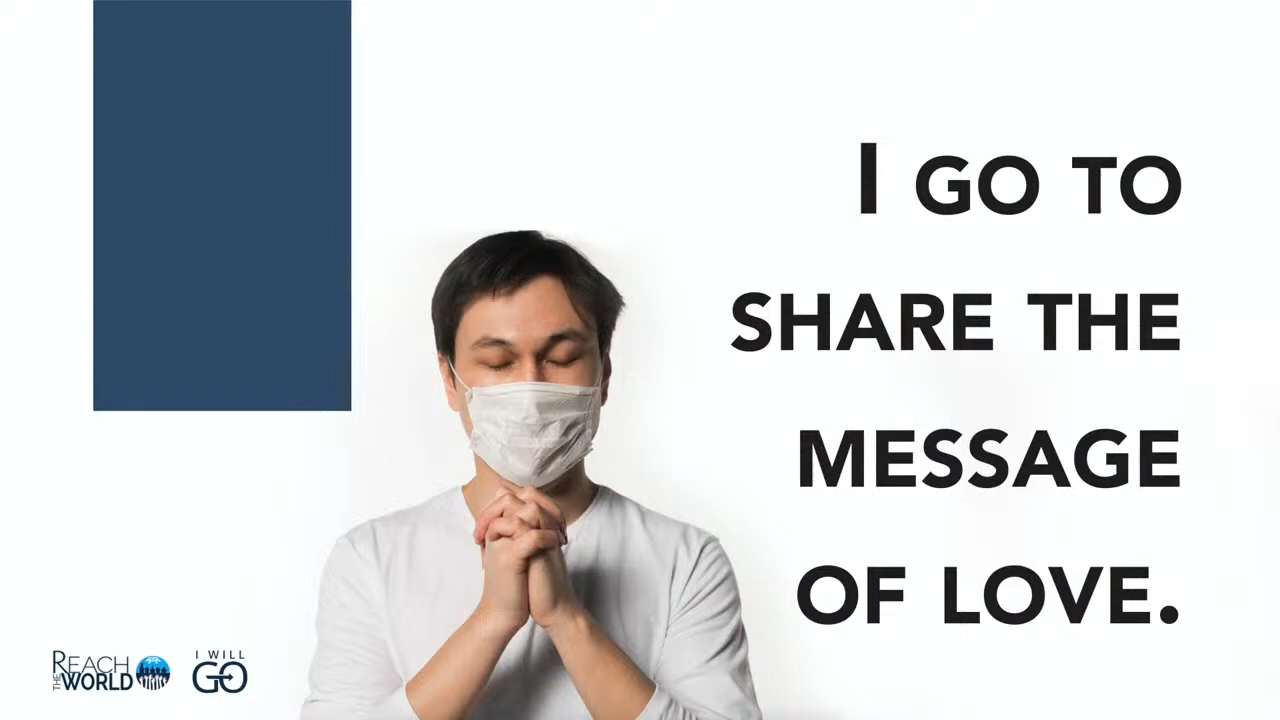 I GO TO
SHARE THE
MESSAGE
OF LOVE.
REACH
THE WORLD
I WILL
GO